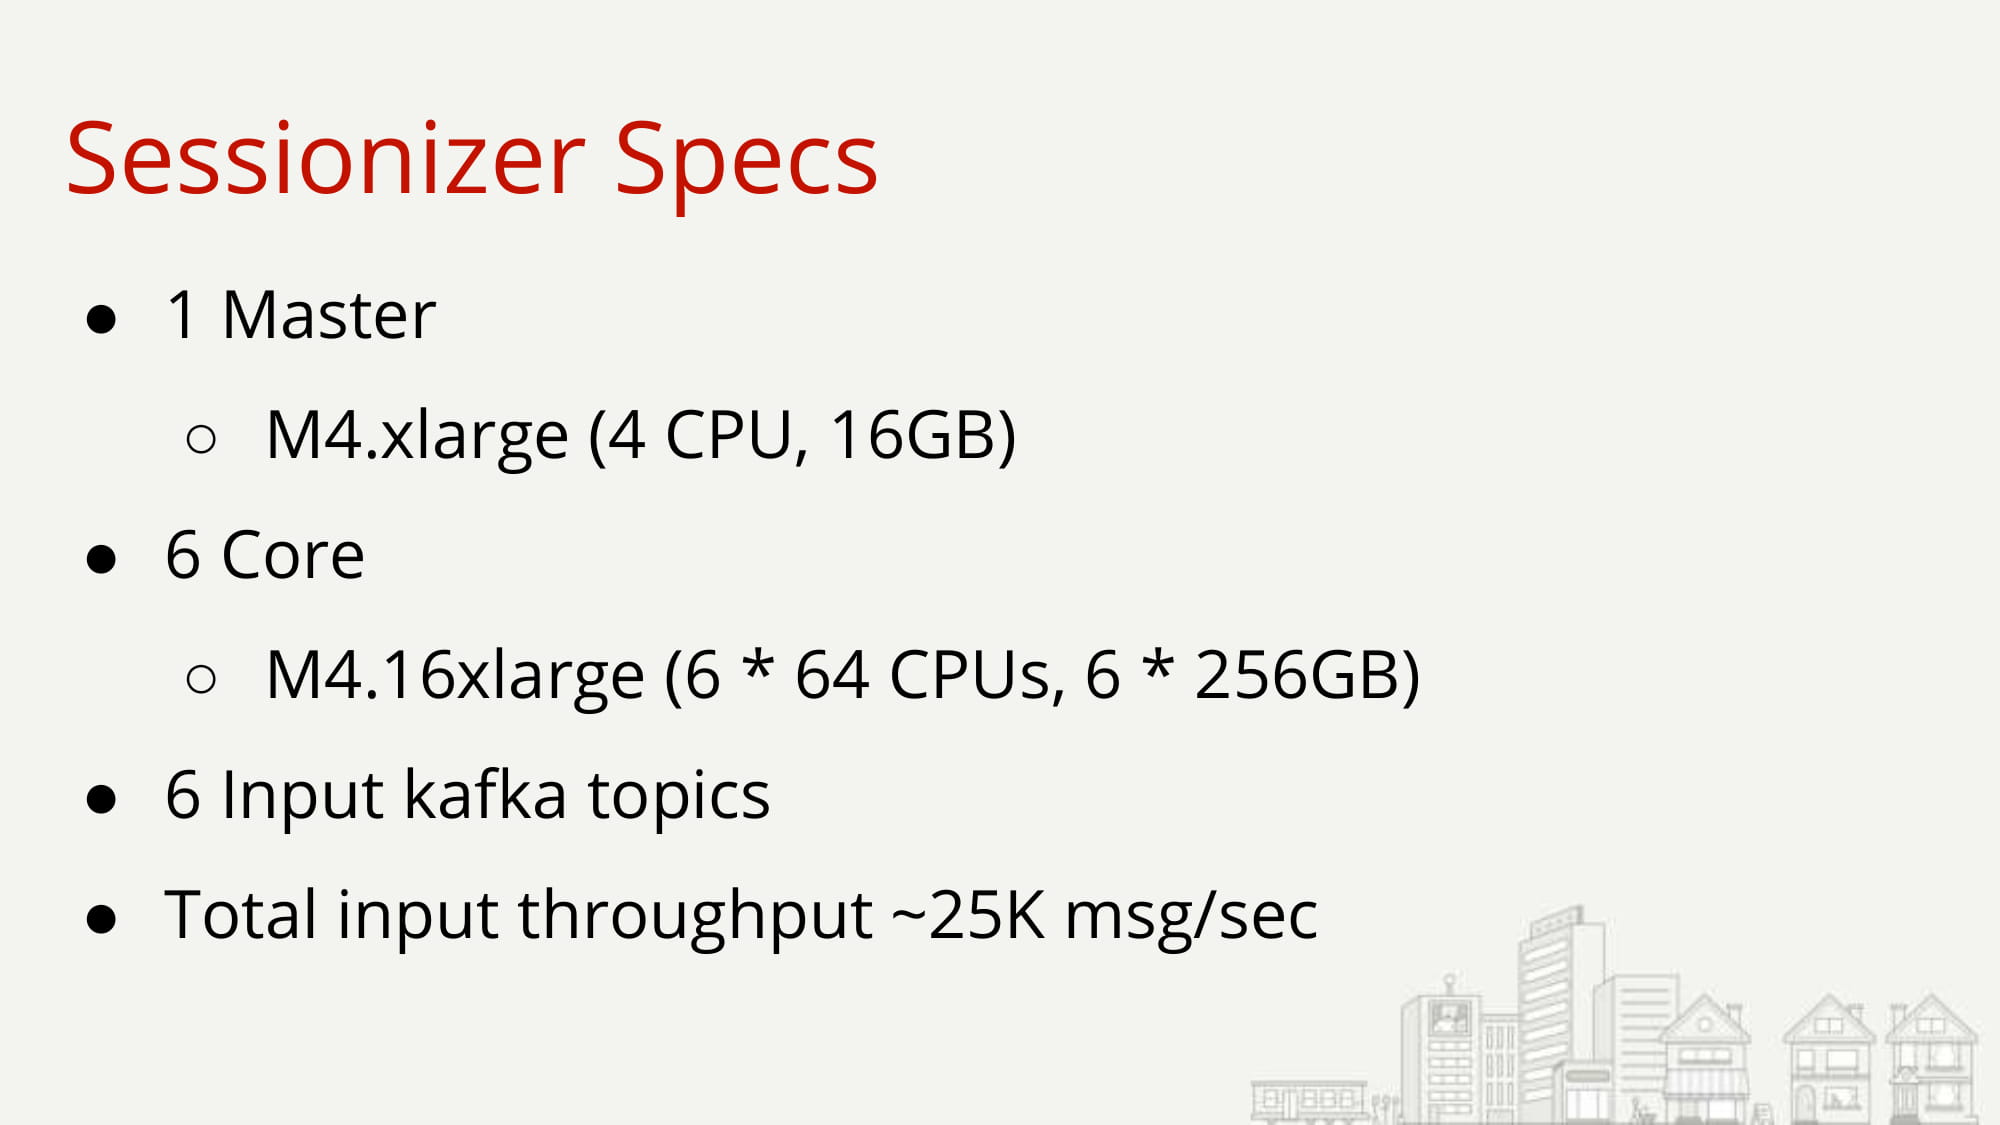 Sessionizer Specs
● 1 Master
○ M4.xlarge (4 CPU, 16GB)
● 6 Core
○ M4.16xlarge (6 * 64 CPUs, 6 * 256GB)
● 6 Input kafka topics
● Total input throughput ~25K msg/sec